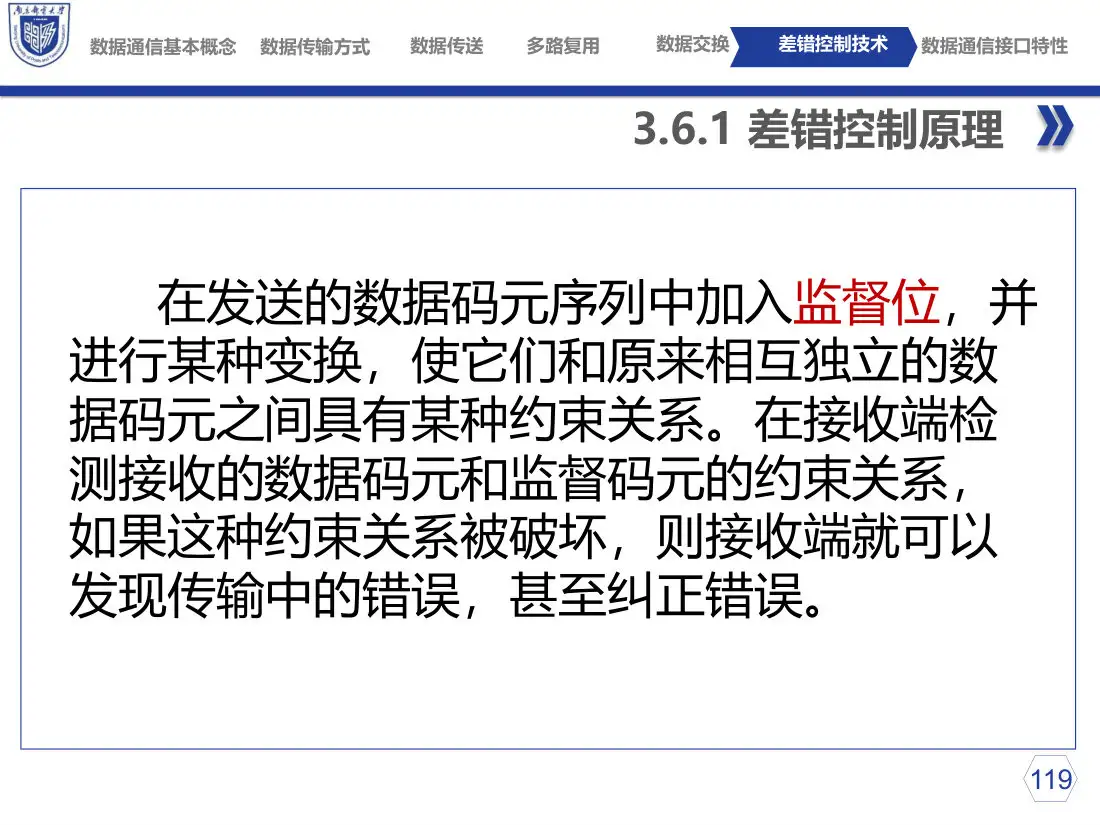 南京邮电大学
数据通信基本概念 数据传输方式 数据传送 多路复用 数据交换 差错控制技术 数据通信接口特性
3.6.1 差错控制原理
在发送的数据码元序列中加入监督位，并
进行某种变换，使它们和原来相互独立的数
据码元之间具有某种约束关系。在接收端检
测接收的数据码元和监督码元的约束关系，
如果这种约束关系被破坏，则接收端就可以
发现传输中的错误，甚至纠正错误。
119